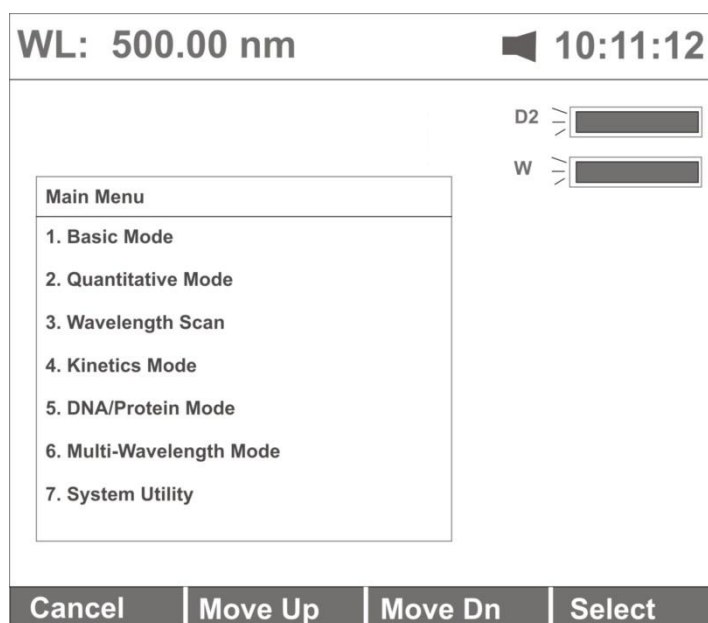 WL: 500.00 nm 10:11:12
D2
W
Main Menu
1. Basic Mode
2. Quantitative Mode
3. Wavelength Scan
4. Kinetics Mode
5. DNA/Protein Mode
6. Multi-Wavelength Mode
7. System Utility
Cancel Move Up Move Dn Select